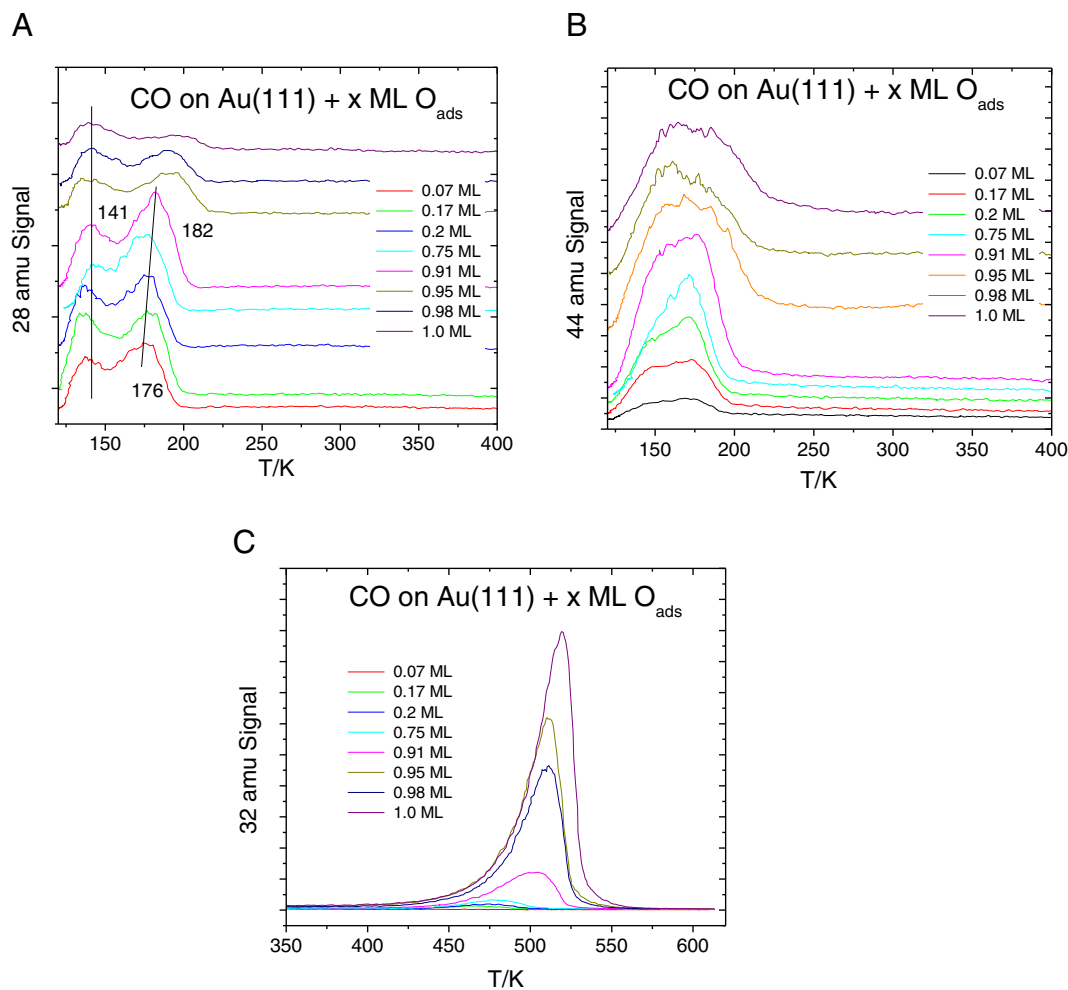 A
CO on Au(111) + x ML O_ads
28 amu Signal
141
182
176
0.07 ML
0.17 ML
0.2 ML
0.75 ML
0.91 ML
0.95 ML
0.98 ML
1.0 ML
150 200 250 300 350 400
T/K
B
CO on Au(111) + x ML O_ads
44 amu Signal
0.07 ML
0.17 ML
0.2 ML
0.75 ML
0.91 ML
0.95 ML
0.98 ML
1.0 ML
150 200 250 300 350 400
T/K
C
CO on Au(111) + x ML O_ads
32 amu Signal
0.07 ML
0.17 ML
0.2 ML
0.75 ML
0.91 ML
0.95 ML
0.98 ML
1.0 ML
350 400 450 500 550 600
T/K